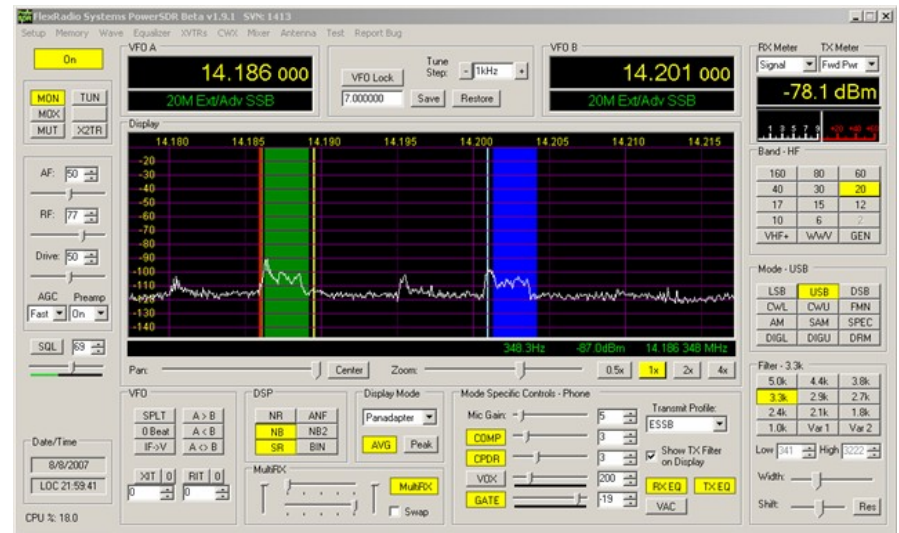 FlexRadio Systems PowerSDR Beta v1.9.1 SVN: 1413
Setup Memory Wave Equalizer XVTRs CWX Mixer Antenna Test Report Bug
On
MON TUN
MOX
MUT X2TR
AF: 50
RF: 77
Drive: 50
AGC Preamp
Fast On
SQL 69
Date/Time
8/8/2007
LOC 21:59:41
CPU %: 18.0
VFO A
14.186 000
20M Ext/Adv SSB
VFO Lock
Tune Step: - 1kHz +
7.000000 Save Restore
VFO B
14.201 000
20M Ext/Adv SSB
Display
14.180 14.185 14.190 14.195 14.200 14.205 14.210 14.215
-20
-30
-40
-50
-60
-70
-80
-90
-100
-110
-120
-130
-140
348.3Hz -87.0dBm 14.186 348 MHz
Pan: Center Zoom: 0.5x 1x 2x 4x
VFO
SPLT A > B
0 Beat A < B
IF->V A <> B
XIT 0 RIT 0
0 0
DSP
NR ANF
NB NB2
SR BIN
Display Mode
Panadapter
AVG Peak
MultiRX
MultiRX
Swap
Mode Specific Controls - Phone
Mic Gain: 5
COMP 3
CPDR 3
VOX 200
GATE -19
Transmit Profile:
ESSB
Show TX Filter
on Display
RX EQ TX EQ
VAC
RX Meter TX Meter
Signal Fwd Pwr
-78.1 dBm
1 3 5 7 9 +20 +40 +60
Band - HF
160 80 60
40 30 20
17 15 12
10 6 2
VHF+ WWV GEN
Mode - USB
LSB USB DSB
CWL CWU FMN
AM SAM SPEC
DIGL DIGU DRM
Filter - 3.3k
5.0k 4.4k 3.8k
3.3k 2.9k 2.7k
2.4k 2.1k 1.8k
1.0k Var 1 Var 2
Low 341 High 3222
Width:
Shift: Res